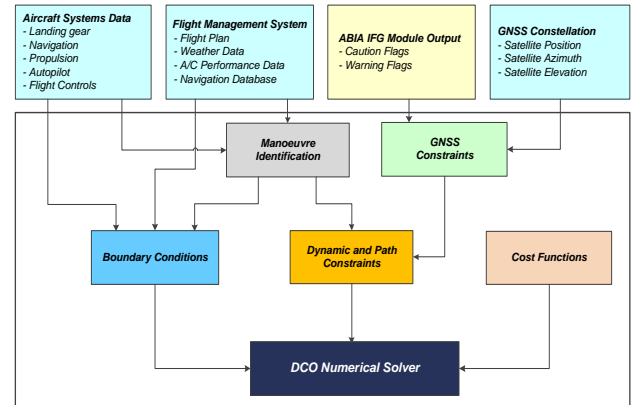 Aircraft Systems Data
- Landing gear
- Navigation
- Propulsion
- Autopilot
- Flight Controls
Flight Management System
- Flight Plan
- Weather Data
- A/C Performance Data
- Navigation Database
ABIA IFG Module Output
- Caution Flags
- Warning Flags
GNSS Constellation
- Satellite Position
- Satellite Azimuth
- Satellite Elevation
Manoeuvre
Identification
GNSS
Constraints
Boundary Conditions
Dynamic and Path
Constraints
Cost Functions
DCO Numerical Solver